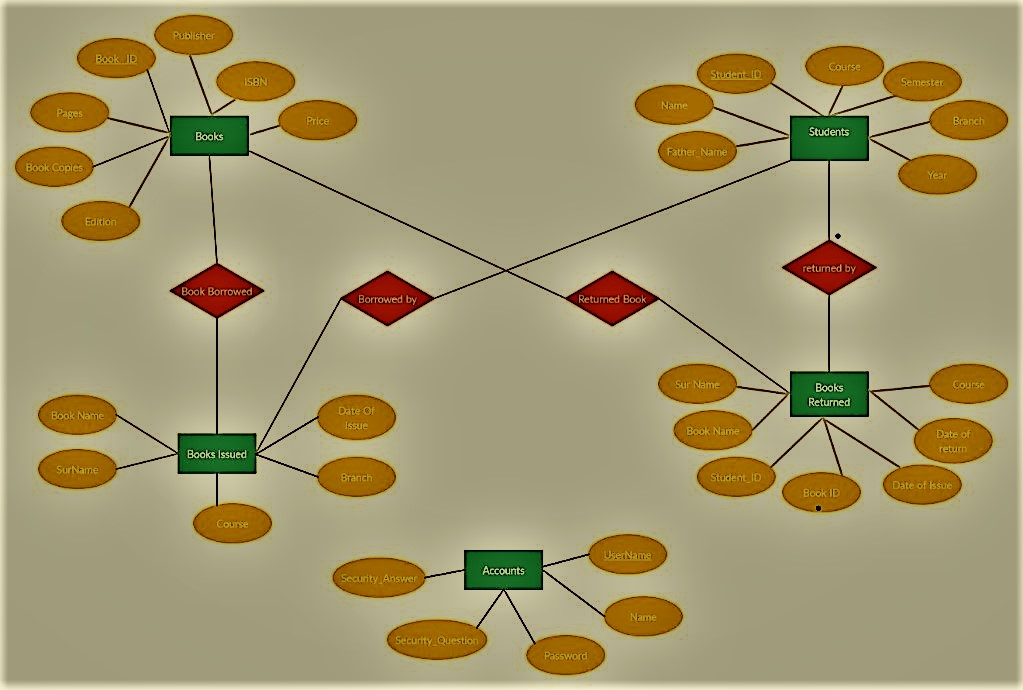 Publisher
Book_ID
ISBN
Pages
Price
Books
Book Copies
Edition
Student_ID
Course
Semester
Name
Branch
Students
Father_Name
Year
Book Borrowed
Borrowed by
Returned Book
returned by
Book Name
Date Of
Issue
SurName
Books Issued
Branch
Course
Sur Name
Books
Returned
Course
Book Name
Date of
return
Student_ID
Book ID
Date of Issue
Accounts
UserName
Security_Answer
Name
Security_Question
Password